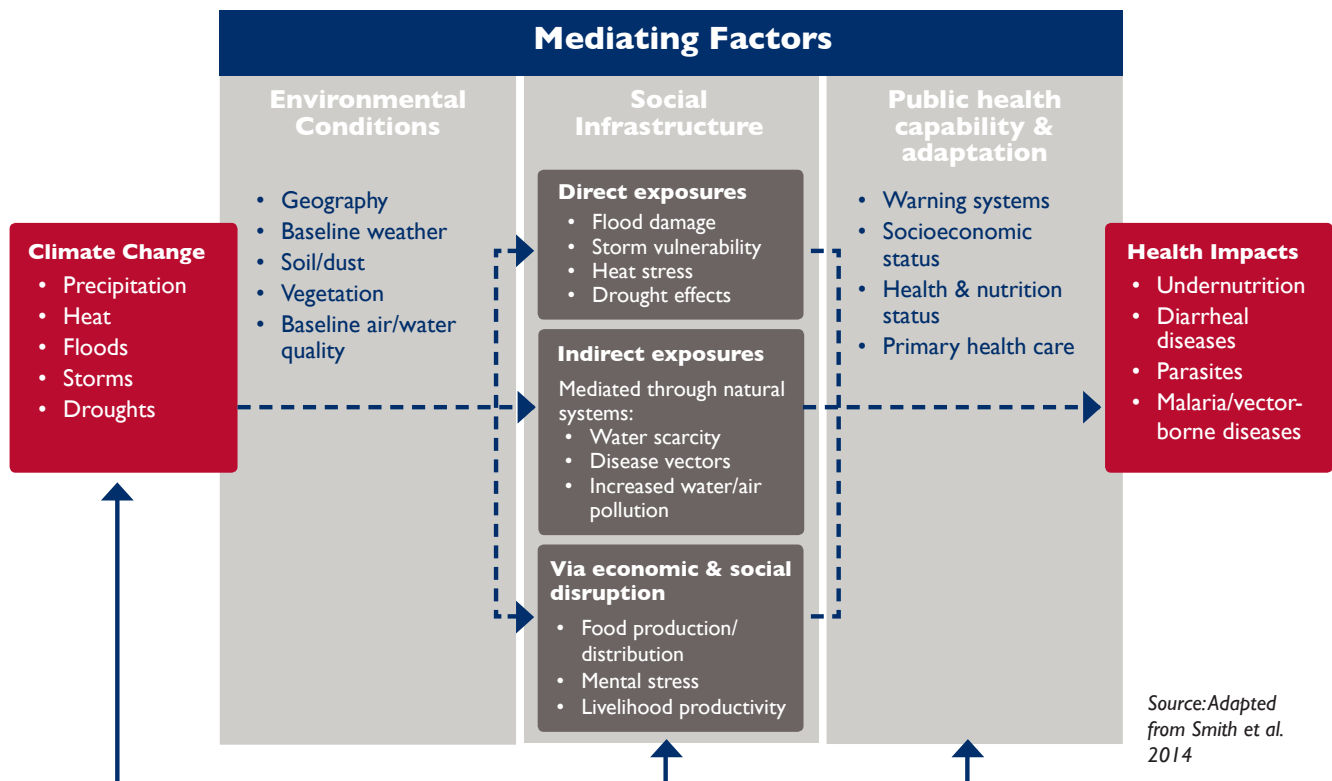 Mediating Factors
Environmental
Conditions
• Geography
• Baseline weather
• Soil/dust
• Vegetation
• Baseline air/water
quality
Social
Infrastructure
Public health
capability &
adaptation
• Warning systems
• Socioeconomic
status
• Health & nutrition
status
• Primary health care
Climate Change
• Precipitation
• Heat
• Floods
• Storms
• Droughts
Direct exposures
• Flood damage
• Storm vulnerability
• Heat stress
• Drought effects
Indirect exposures
Mediated through natural
systems:
• Water scarcity
• Disease vectors
• Increased water/air
pollution
Via economic & social
disruption
• Food production/
distribution
• Mental stress
• Livelihood productivity
Health Impacts
• Undernutrition
• Diarrheal
diseases
• Parasites
• Malaria/vector-
borne diseases
Source: Adapted
from Smith et al.
2014